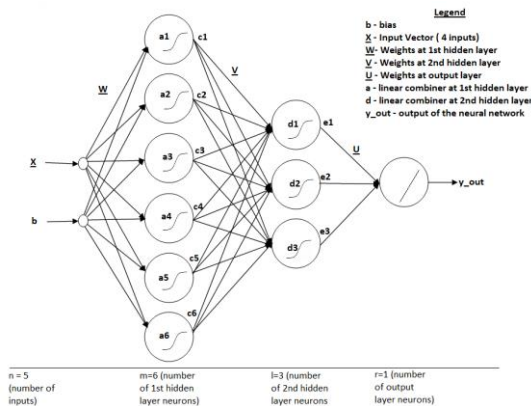 Legend
b - bias
X - Input Vector ( 4 inputs)
W- Weights at 1st hidden layer
V - Weights at 2nd hidden layer
U - Weights at output layer
a - linear combiner at 1st hidden layer
d - linear combiner at 2nd hidden layer
y_out - output of the neural network
a1
c1
W
V
a2
c2
d1
e1
U
X
a3
c3
d2
e2
y_out
b
a4
c4
d3
e3
a5
c5
a6
c6
n = 5
(number of
inputs)
m=6 (number
of 1st hidden
layer neurons)
l=3 (number
of 2nd hidden
layer neurons
r=1 (number
of output
layer neurons)